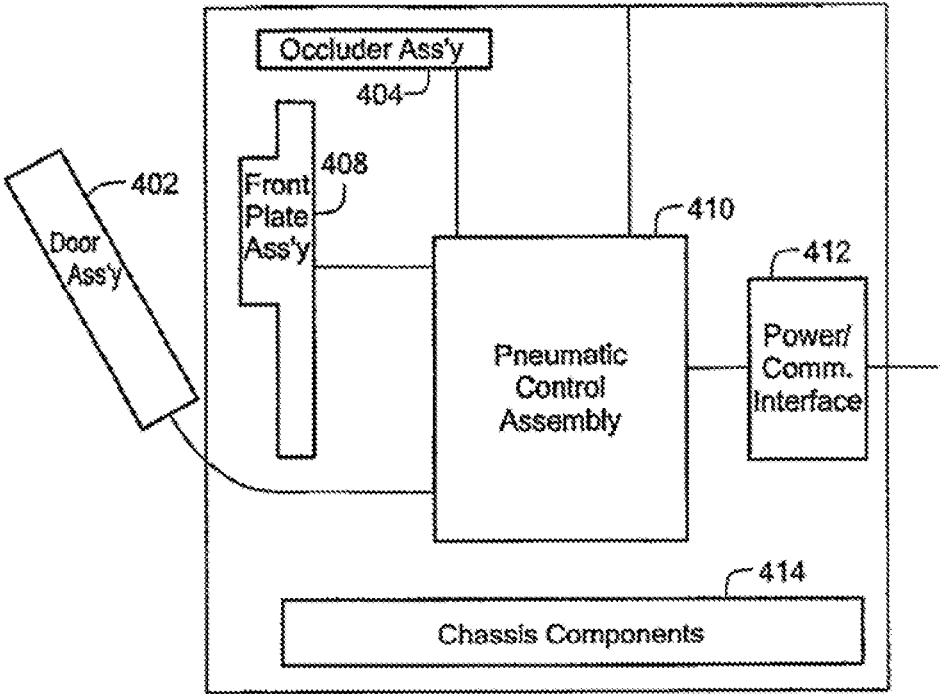 Occluder Ass'y
404
402
Door
Ass'y
408
Front
Plate
Ass'y
410
Pneumatic
Control
Assembly
412
Power/
Comm.
Interface
414
Chassis Components